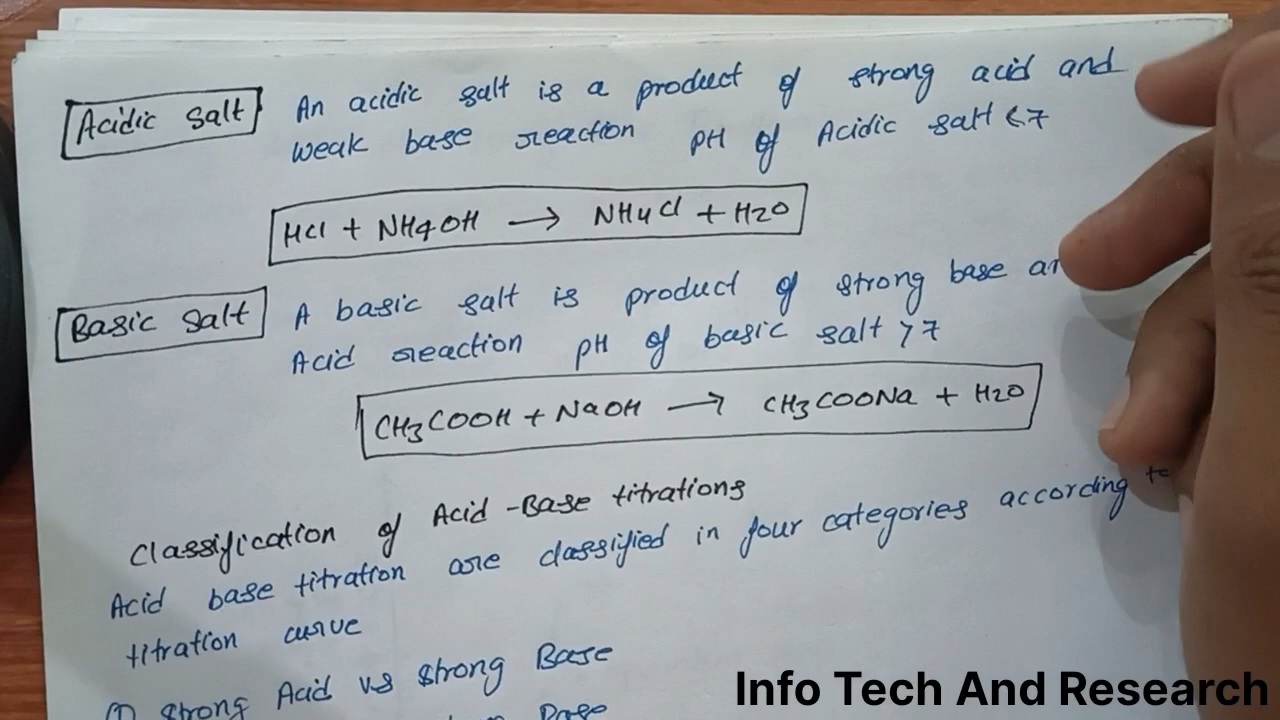 Acidic Salt
An acidic salt is a product of strong acid and
weak base reaction pH of Acidic salt <7
HCl + NH4OH → NH4Cl + H2O
Basic Salt
A basic salt is product of strong base
Acid reaction pH of basic salt >7
CH3COOH + NaOH → CH3COONa + H2O
Classification of Acid-Base titrations
Acid base titration are classified in four categories according to
titration curve
① strong Acid vs strong Base
Base
Info Tech And Research